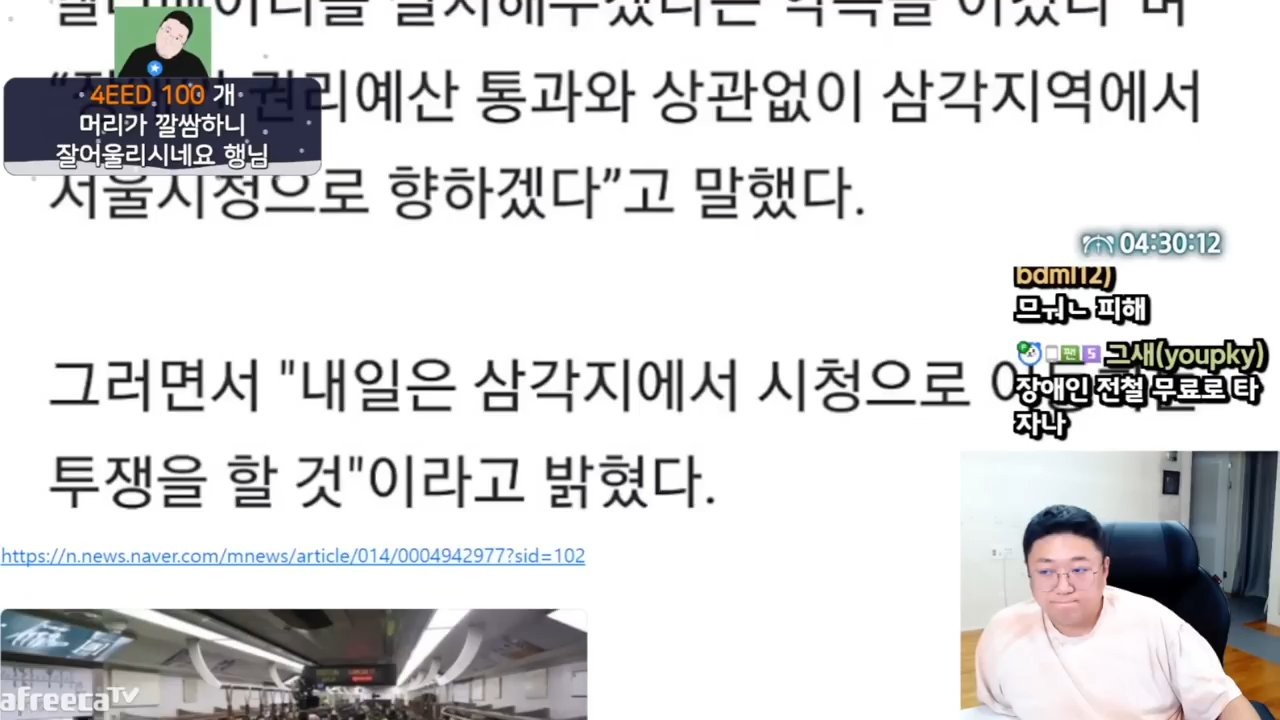 4EED 100 개
머리가 깔쌈하니
잘어울리시네요 행님
권리예산 통과와 상관없이 삼각지역에서
서울시청으로 향하겠다”고 말했다.
04:30:12
bdml12)
므워ㄴ 피해
팬 5 그새(youpky)
장애인 전철 무료로 타
자나
그러면서 "내일은 삼각지에서 시청으로
투쟁을 할 것"이라고 밝혔다.
https://n.news.naver.com/mnews/article/014/0004942977?sid=102
afreecaTV